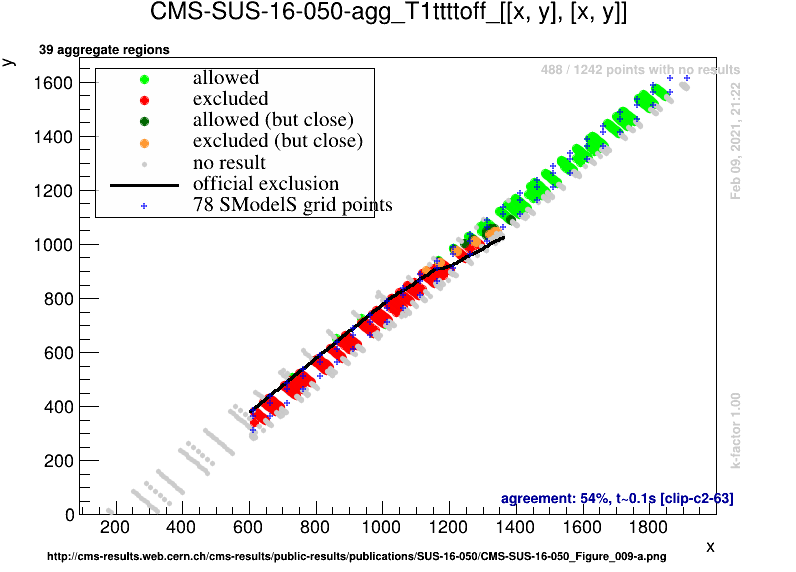 CMS-SUS-16-050-agg_T1ttttoff_[[x, y], [x, y]]
39 aggregate regions
y
488 / 1242 points with no results
allowed
excluded
allowed (but close)
excluded (but close)
no result
official exclusion
78 SModelS grid points
Feb 09, 2021, 21:22
k-factor 1.00
1600
1400
1200
1000
800
600
400
200
0
agreement: 54%, t~0.1s [clip-c2-63]
200 400 600 800 1000 1200 1400 1600 1800
x
http://cms-results.web.cern.ch/cms-results/public-results/publications/SUS-16-050/CMS-SUS-16-050_Figure_009-a.png